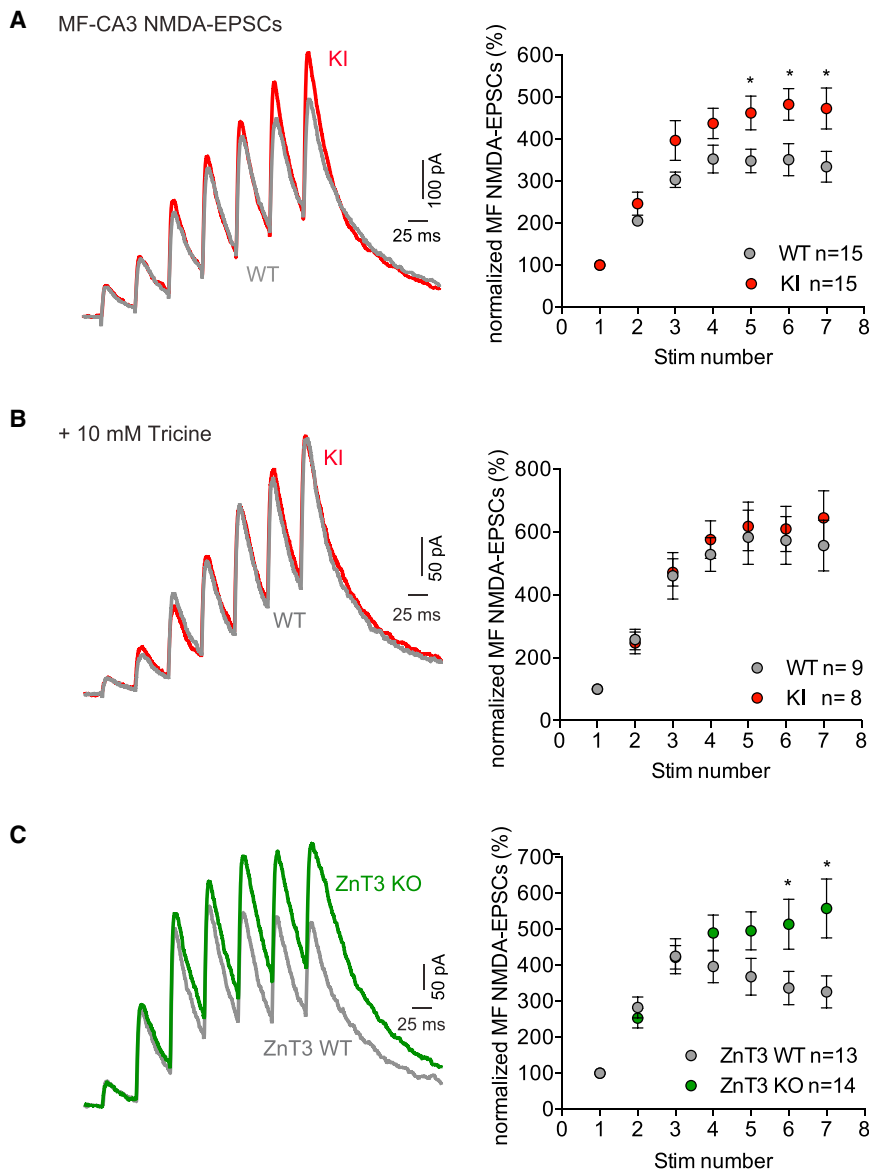 A
MF-CA3 NMDA-EPSCs
KI
WT
100 pA
25 ms
normalized MF NMDA-EPSCs (%)
600
500
400
300
200
100
0
* * *
WT n=15
KI n=15
0 1 2 3 4 5 6 7 8
Stim number
B
+ 10 mM Tricine
KI
WT
50 pA
25 ms
normalized MF NMDA-EPSCs (%)
800
600
400
200
0
WT n= 9
KI n= 8
0 1 2 3 4 5 6 7 8
Stim number
C
ZnT3 KO
ZnT3 WT
50 pA
25 ms
normalized MF NMDA-EPSCs (%)
700
600
500
400
300
200
100
0
* *
ZnT3 WT n=13
ZnT3 KO n=14
0 1 2 3 4 5 6 7 8
Stim number